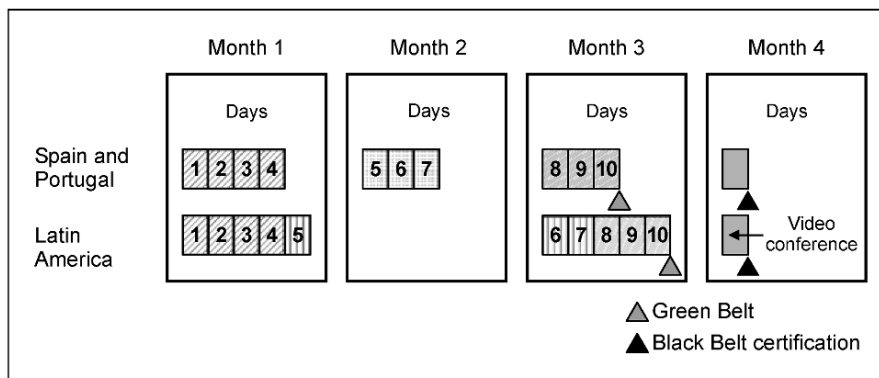 Month 1 Month 2 Month 3 Month 4
Days Days Days Days
Spain and
Portugal
1 2 3 4 5 6 7 8 9 10
Latin
America
1 2 3 4 5 6 7 8 9 10
Video
conference
Green Belt
Black Belt certification